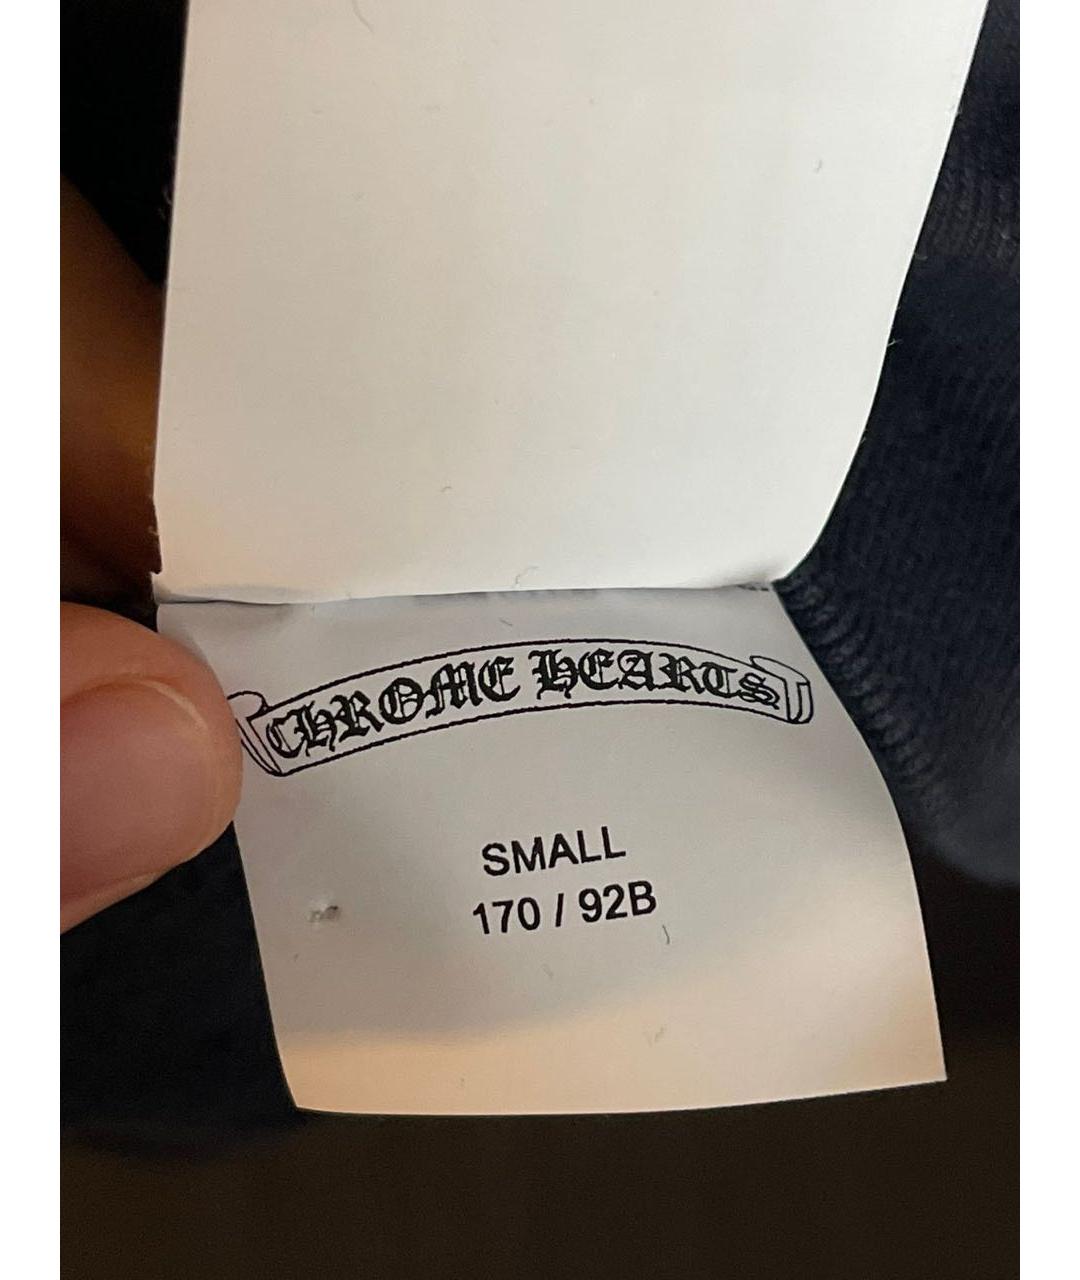 CHROME HEARTS
SMALL
170 / 92B